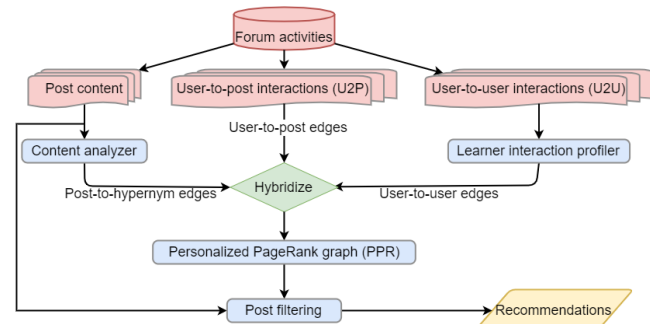 Forum activities
Post content
User-to-post interactions (U2P)
User-to-user interactions (U2U)
User-to-post edges
Content analyzer
Learner interaction profiler
Post-to-hypernym edges
Hybridize
User-to-user edges
Personalized PageRank graph (PPR)
Post filtering
Recommendations